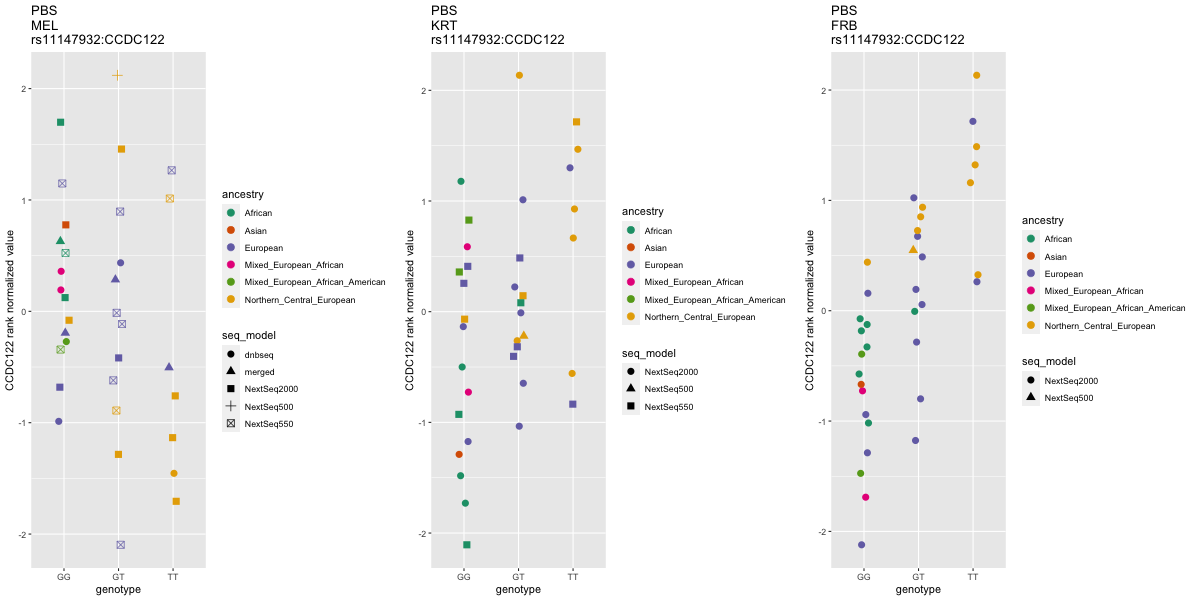 PBS
MEL
rs11147932:CCDC122
CCDC122 rank normalized value
2
1
0
-1
-2
GG GT TT
genotype
ancestry
African
Asian
European
Mixed_European_African
Mixed_European_African_American
Northern_Central_European
seq_model
dnbseq
merged
NextSeq2000
NextSeq500
NextSeq550
PBS
KRT
rs11147932:CCDC122
CCDC122 rank normalized value
2
1
0
-1
-2
GG GT TT
genotype
ancestry
African
Asian
European
Mixed_European_African
Mixed_European_African_American
Northern_Central_European
seq_model
NextSeq2000
NextSeq500
NextSeq550
PBS
FRB
rs11147932:CCDC122
CCDC122 rank normalized value
2
1
0
-1
-2
GG GT TT
genotype
ancestry
African
Asian
European
Mixed_European_African
Mixed_European_African_American
Northern_Central_European
seq_model
NextSeq2000
NextSeq500